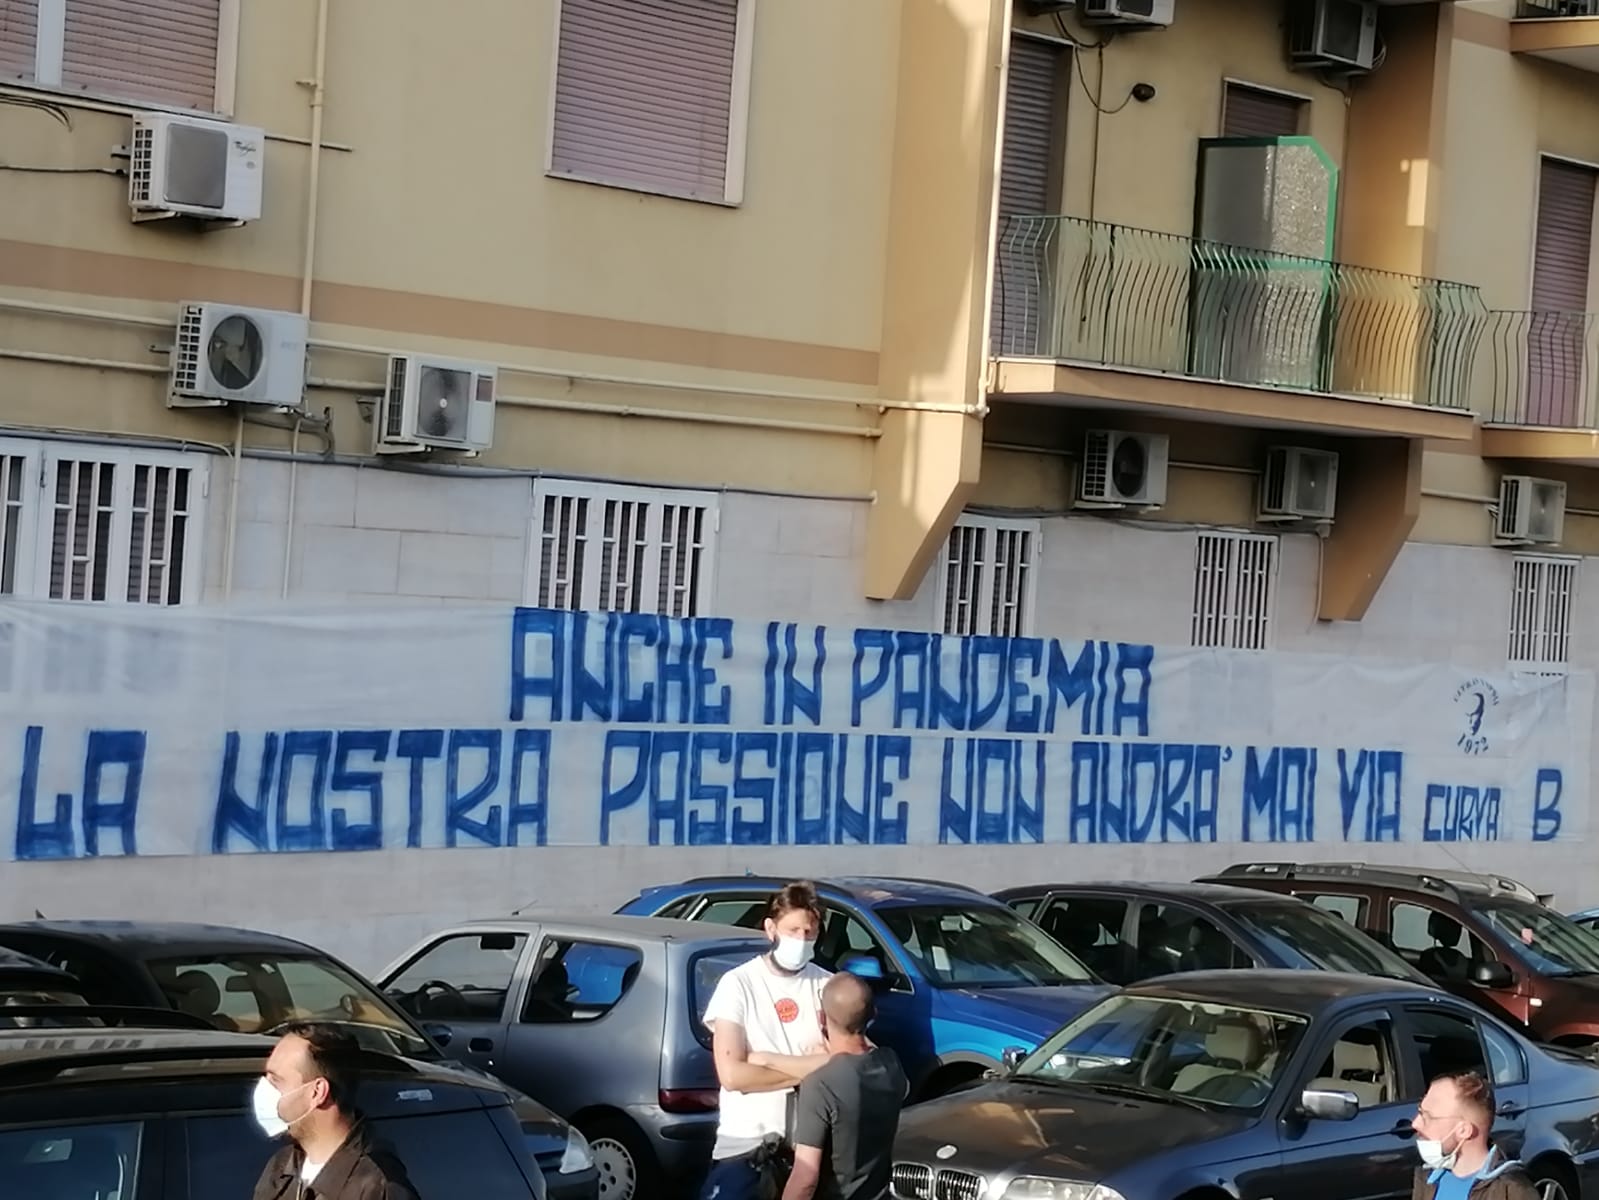 ANCHE IN PANDEMIA
LA NOSTRA PASSIONE NON ANDRA' MAI VIA CURVA B
1972